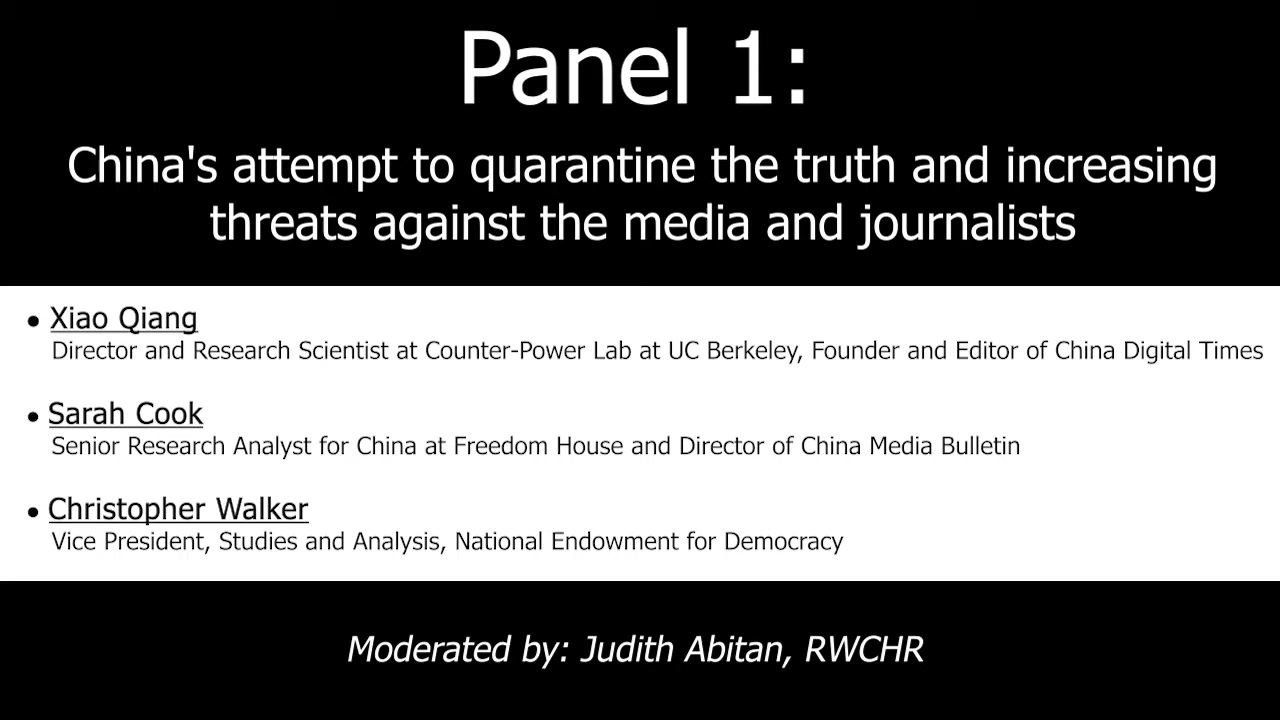 Panel 1:
China's attempt to quarantine the truth and increasing
threats against the media and journalists
• Xiao Qiang
Director and Research Scientist at Counter-Power Lab at UC Berkeley, Founder and Editor of China Digital Times
• Sarah Cook
Senior Research Analyst for China at Freedom House and Director of China Media Bulletin
• Christopher Walker
Vice President, Studies and Analysis, National Endowment for Democracy
Moderated by: Judith Abitan, RWCHR